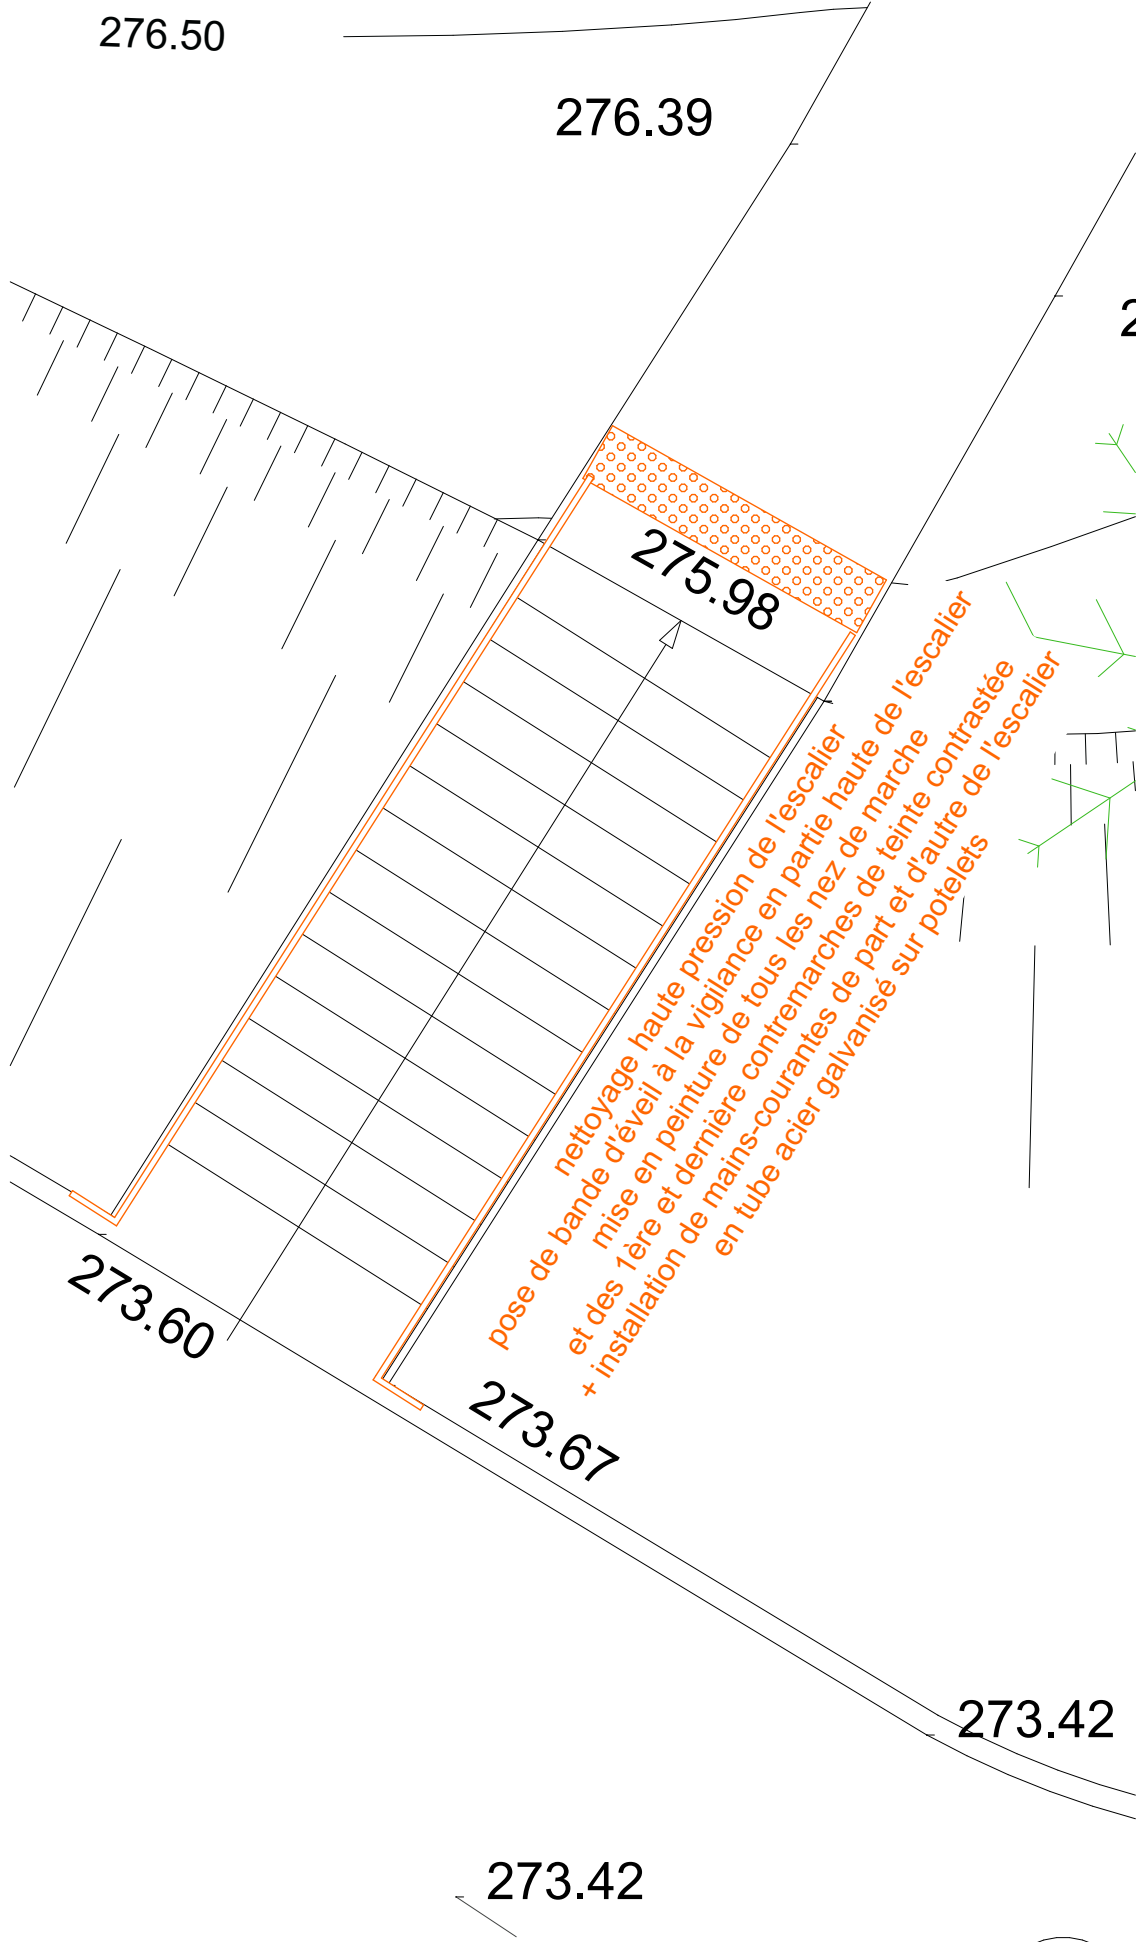 276.50
276.39
2
275.98
nettoyage haute pression de l'escalier
pose de bande d'éveil à la vigilance en partie haute de l'escalier
mise en peinture de tous les nez de marche
et des 1ère et dernière contremarches de teinte contrastée
+ installation de mains-courantes de part et d'autre de l'escalier
en tube acier galvanisé sur potelets
273.60
273.67
273.42
273.42